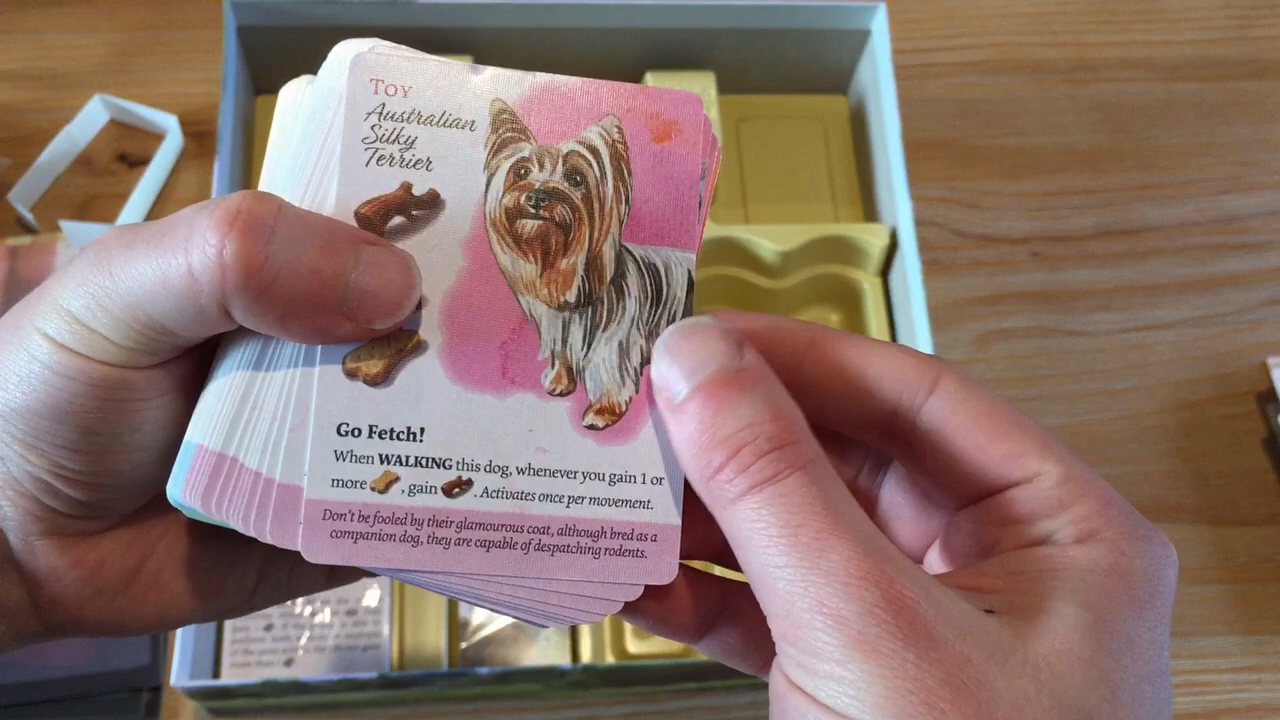 Toy
Australian
Silky
Terrier
Go Fetch!
When WALKING this dog, whenever you gain 1 or
more , gain . Activates once per movement.
Don't be fooled by their glamourous coat, although bred as a
companion dog, they are capable of despatching rodents.